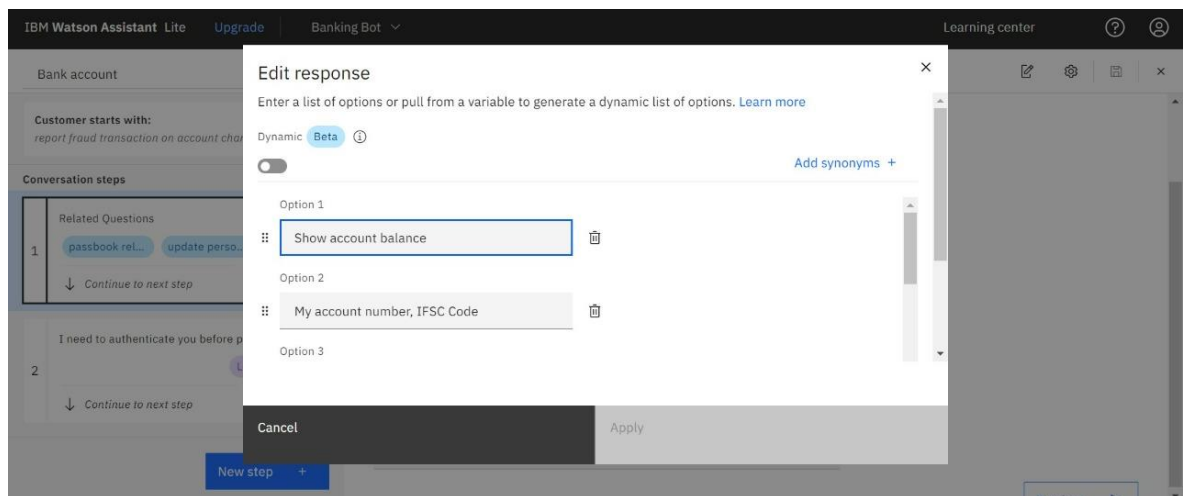 IBM Watson Assistant Lite Upgrade Banking Bot Learning center
Bank account
Customer starts with:
report fraud transaction on account char
Conversation steps
1
Related Questions
passbook rel... update perso..
Continue to next step
2
I need to authenticate you before p
L
Continue to next step
New step +
Edit response
Enter a list of options or pull from a variable to generate a dynamic list of options. Learn more
Dynamic Beta
Add synonyms +
Option 1
Show account balance
Option 2
My account number, IFSC Code
Option 3
Cancel
Apply